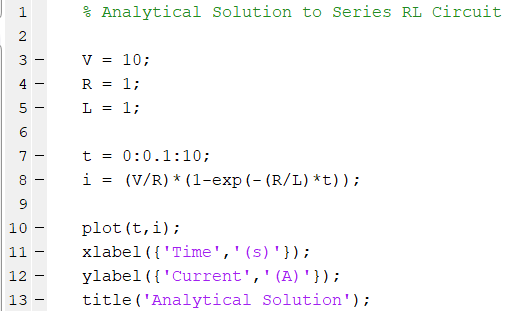 1 % Analytical Solution to Series RL Circuit
2
3 - V = 10;
4 - R = 1;
5 - L = 1;
6
7 - t = 0:0.1:10;
8 - i = (V/R)*(1-exp(-(R/L)*t));
9
10 - plot(t,i);
11 - xlabel({'Time','(s)'});
12 - ylabel({'Current','(A)'});
13 - title('Analytical Solution');